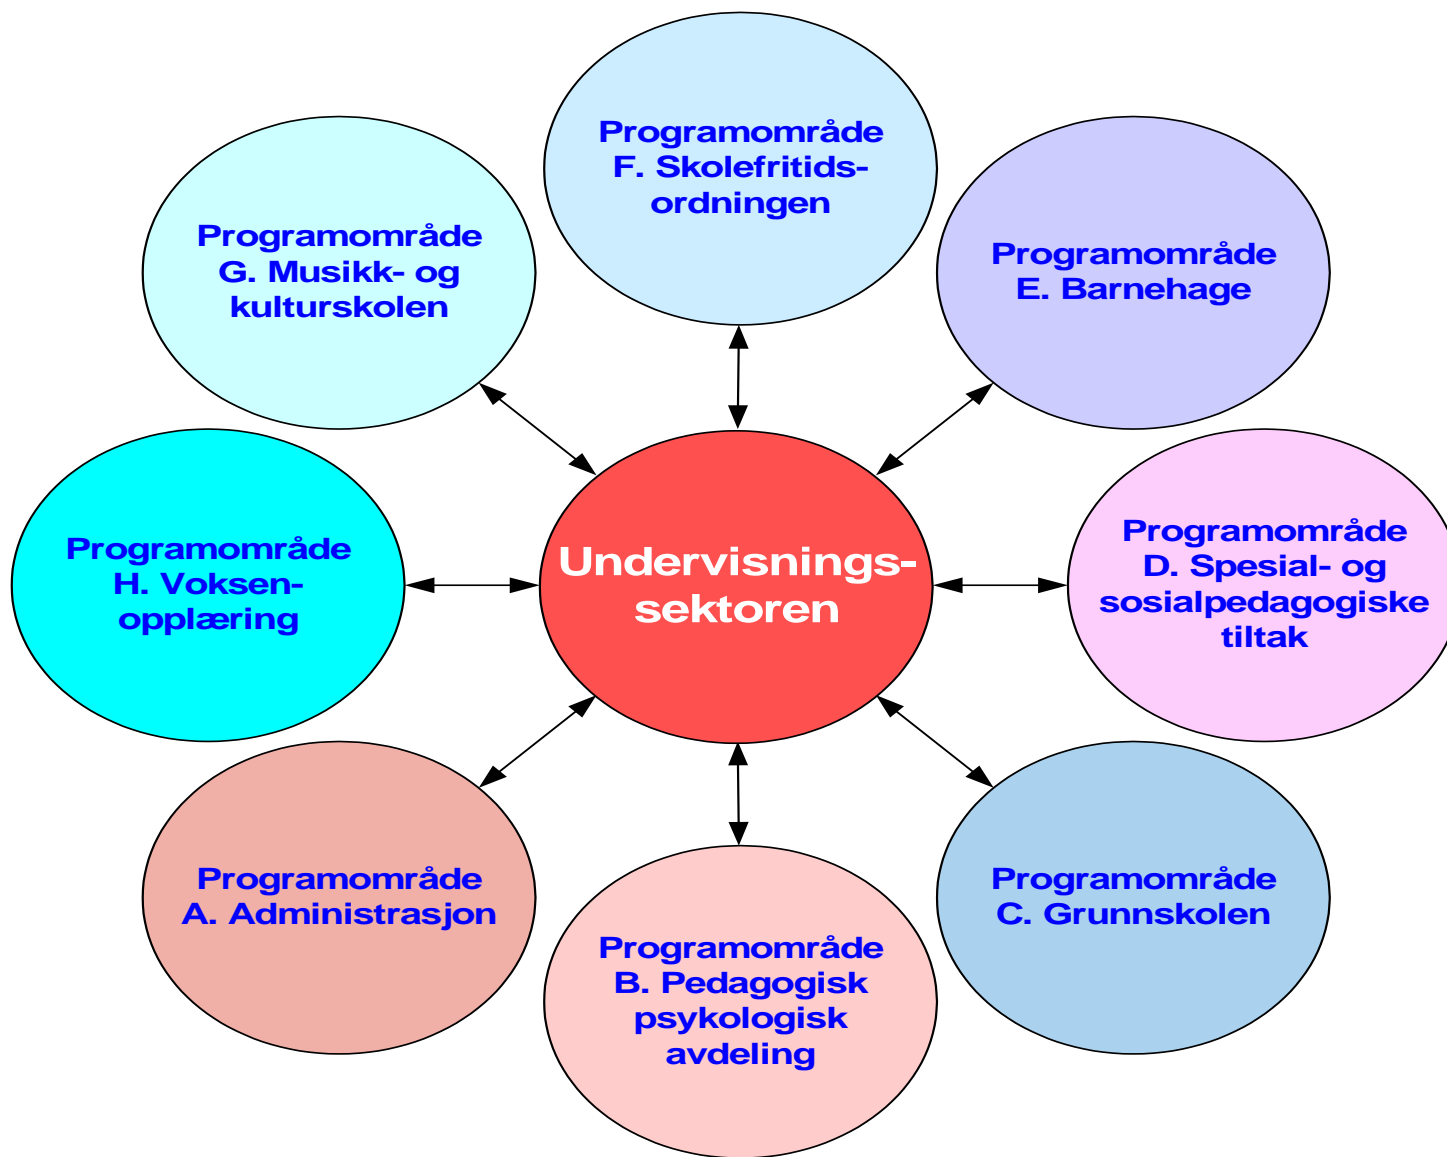 Programområde
F. Skolefritids-
ordningen
Programområde
G. Musikk- og
kulturskolen
Programområde
E. Barnehage
Programområde
H. Voksen-
opplæring
Undervisnings-
sektoren
Programområde
D. Spesial- og
sosialpedagogiske
tiltak
Programområde
A. Administrasjon
Programområde
B. Pedagogisk
psykologisk
avdeling
Programområde
C. Grunnskolen